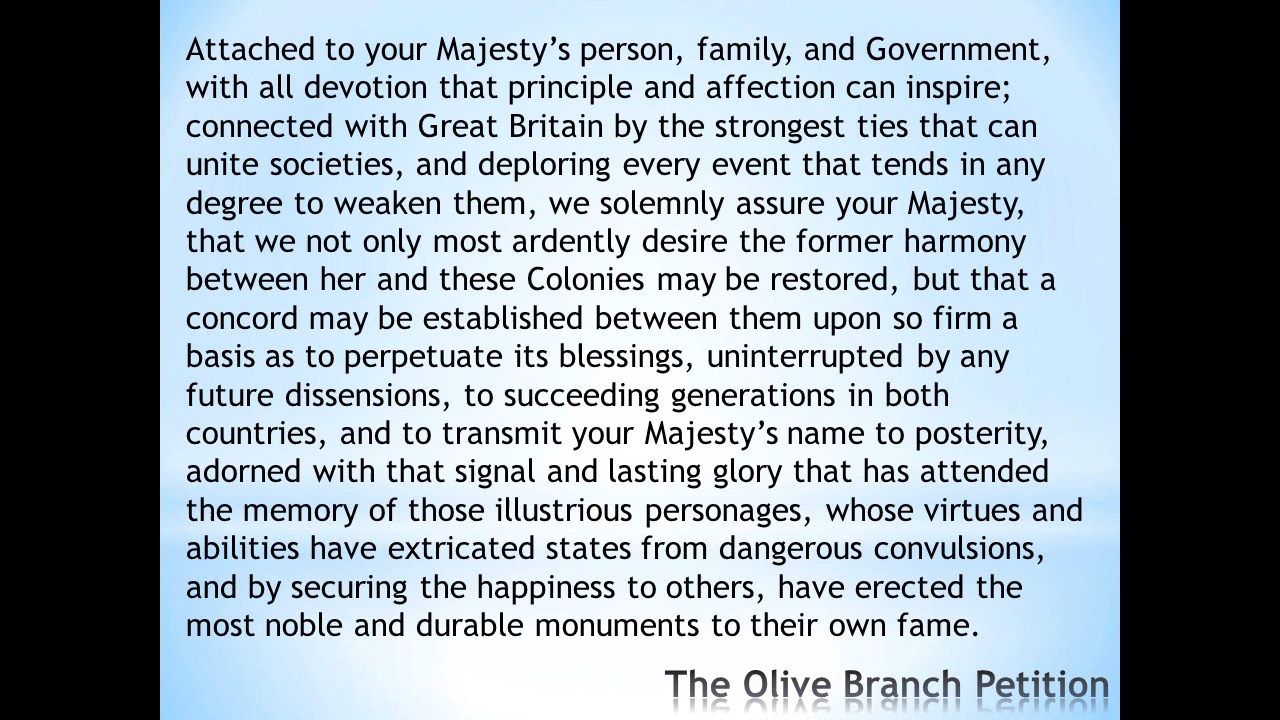 Attached to your Majesty’s person, family, and Government,
with all devotion that principle and affection can inspire;
connected with Great Britain by the strongest ties that can
unite societies, and deploring every event that tends in any
degree to weaken them, we solemnly assure your Majesty,
that we not only most ardently desire the former harmony
between her and these Colonies may be restored, but that a
concord may be established between them upon so firm a
basis as to perpetuate its blessings, uninterrupted by any
future dissensions, to succeeding generations in both
countries, and to transmit your Majesty’s name to posterity,
adorned with that signal and lasting glory that has attended
the memory of those illustrious personages, whose virtues and
abilities have extricated states from dangerous convulsions,
and by securing the happiness to others, have erected the
most noble and durable monuments to their own fame.
The Olive Branch Petition